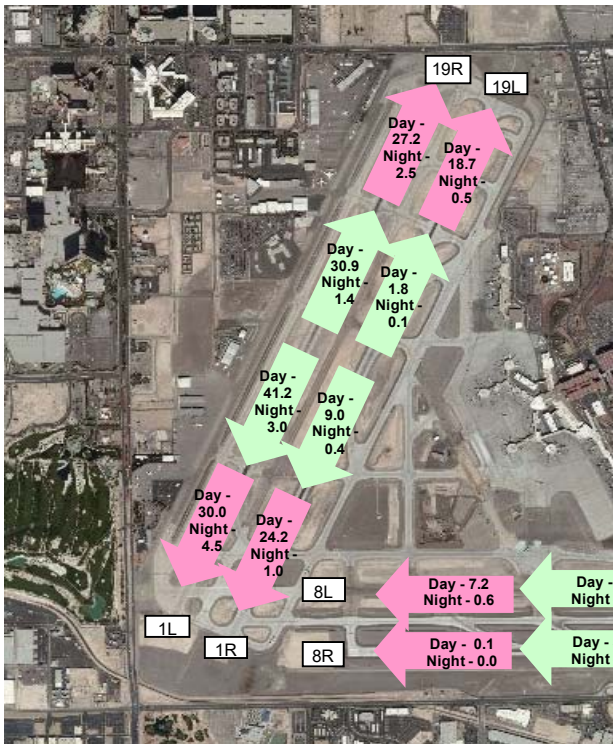 19R
19L
Day -
27.2
Night -
2.5
Day -
18.7
Night -
0.5
Day -
30.9
Night -
1.4
Day -
1.8
Night -
0.1
Day -
41.2
Night -
3.0
Day -
9.0
Night -
0.4
Day -
30.0
Night -
4.5
Day -
24.2
Night -
1.0
8L
Day - 7.2
Night - 0.6
Day -
Night
1L
1R
8R
Day - 0.1
Night - 0.0
Day -
Night